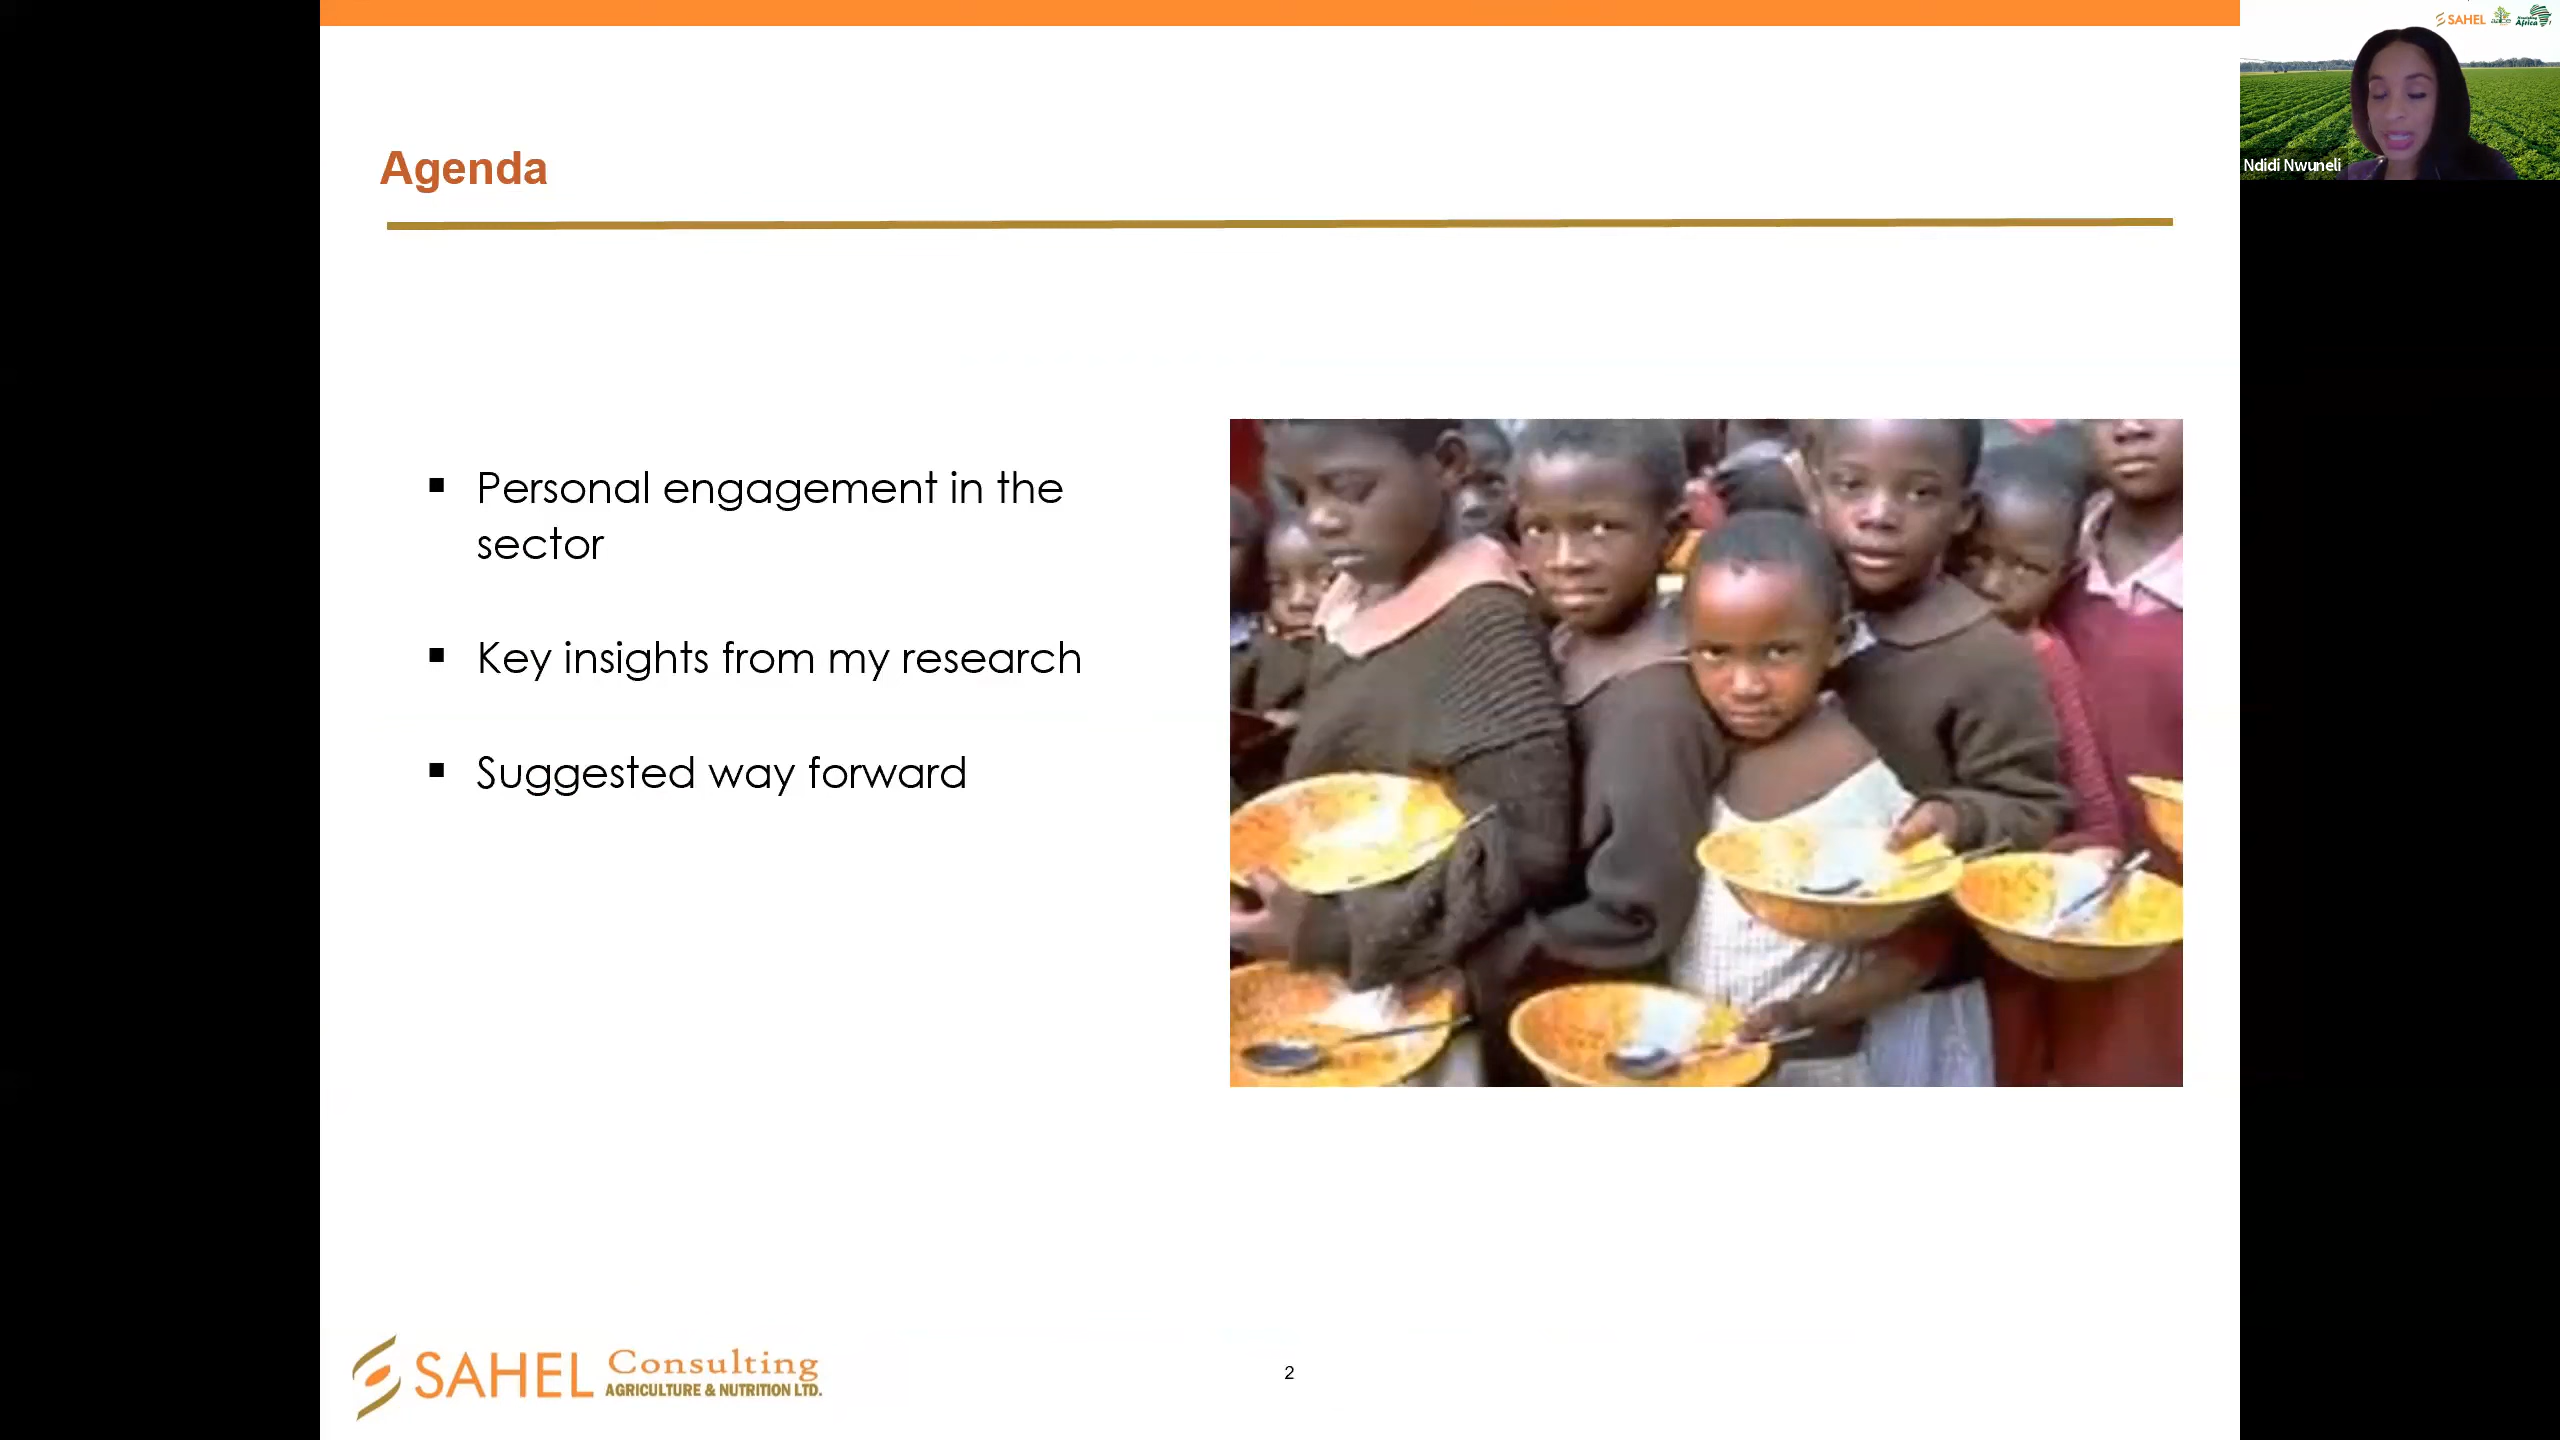 Agenda
Personal engagement in the
sector
Key insights from my research
Suggested way forward
SAHEL Consulting
AGRICULTURE & NUTRITION LTD.
2
SAHEL
Africa
Ndidi Nwuneli